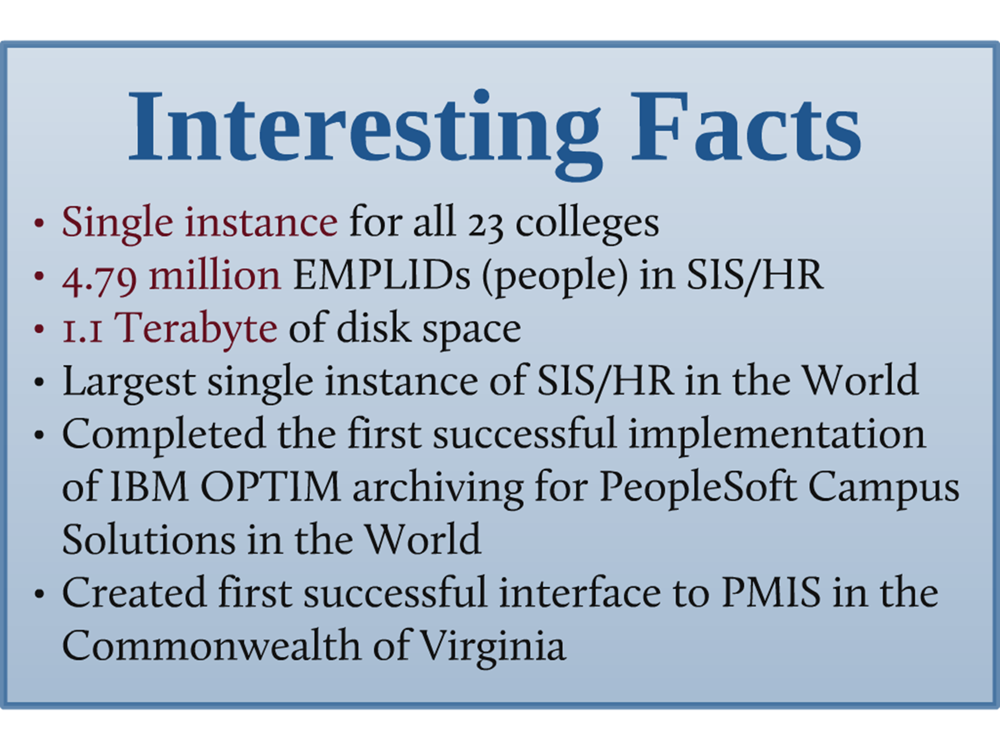 Interesting Facts
• Single instance for all 23 colleges
• 4.79 million EMPLIDs (people) in SIS/HR
• 1.1 Terabyte of disk space
• Largest single instance of SIS/HR in the World
• Completed the first successful implementation
of IBM OPTIM archiving for PeopleSoft Campus
Solutions in the World
• Created first successful interface to PMIS in the
Commonwealth of Virginia